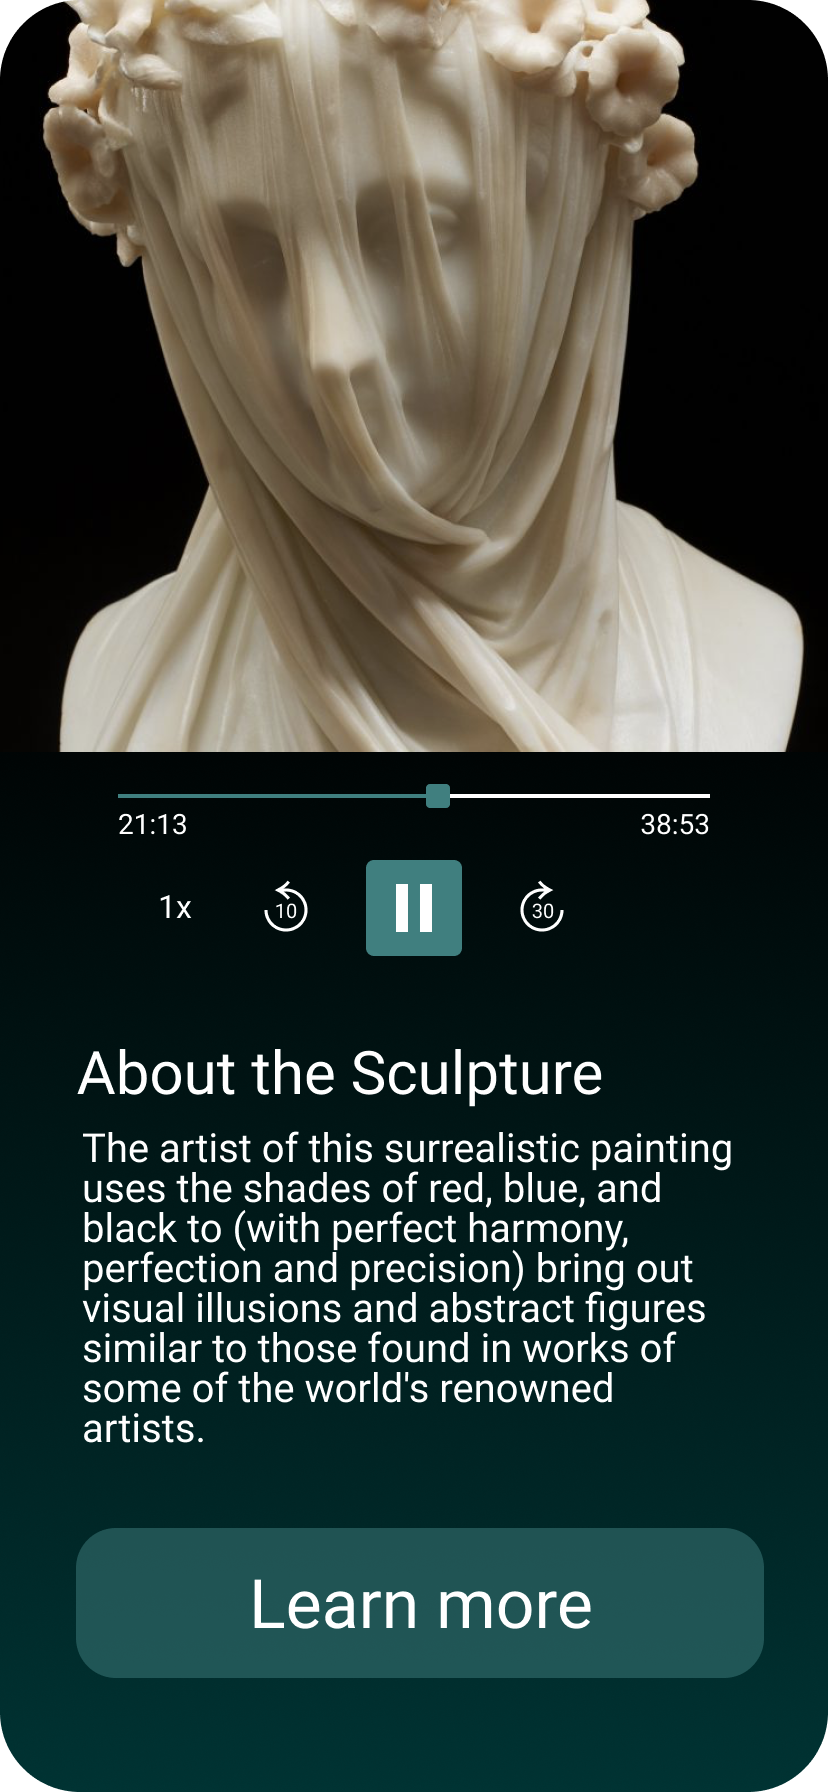 21:13 38:53
1x 10 30
About the Sculpture
The artist of this surrealistic painting
uses the shades of red, blue, and
black to (with perfect harmony,
perfection and precision) bring out
visual illusions and abstract figures
similar to those found in works of
some of the world's renowned
artists.
Learn more